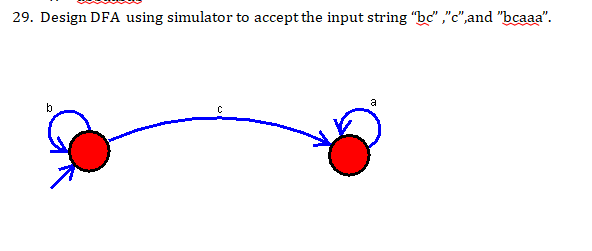 29. Design DFA using simulator to accept the input string “bc” ,”c”,and ”bcaaa”.
b
c
a